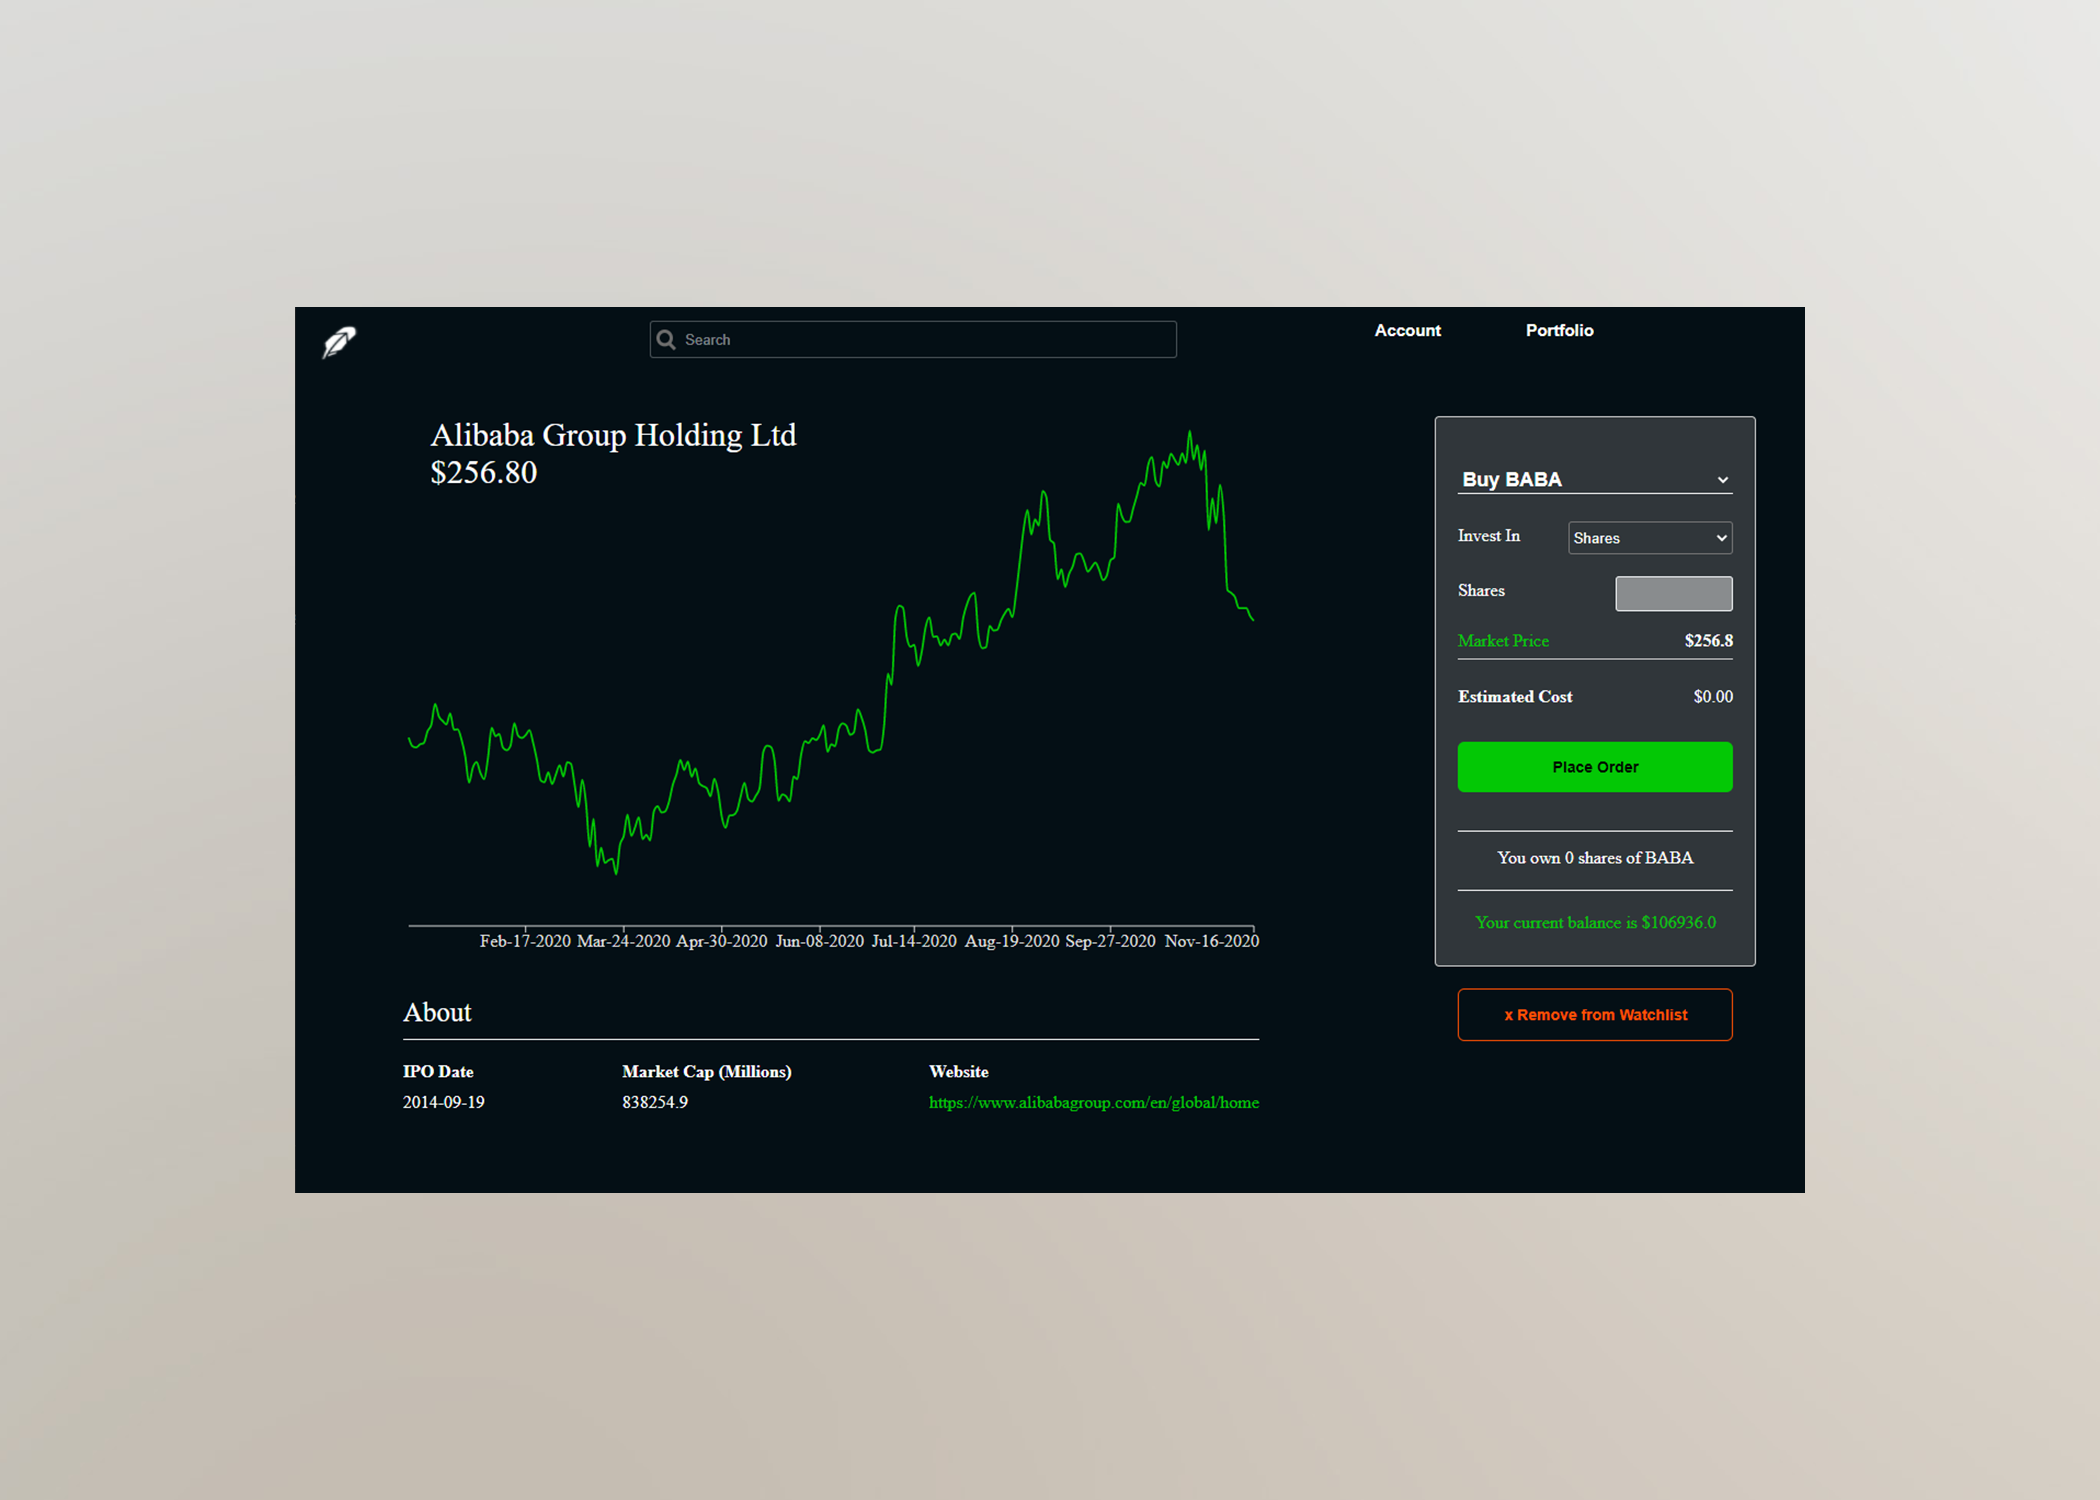 Search
Account
Portfolio
Alibaba Group Holding Ltd
$256.80
Feb-17-2020 Mar-24-2020 Apr-30-2020 Jun-08-2020 Jul-14-2020 Aug-19-2020 Sep-27-2020 Nov-16-2020
About
IPO Date
2014-09-19
Market Cap (Millions)
838254.9
Website
https://www.alibabagroup.com/en/global/home
Buy BABA
Invest In Shares
Shares
Market Price $256.8
Estimated Cost $0.00
Place Order
You own 0 shares of BABA
Your current balance is $106936.0
x Remove from Watchlist